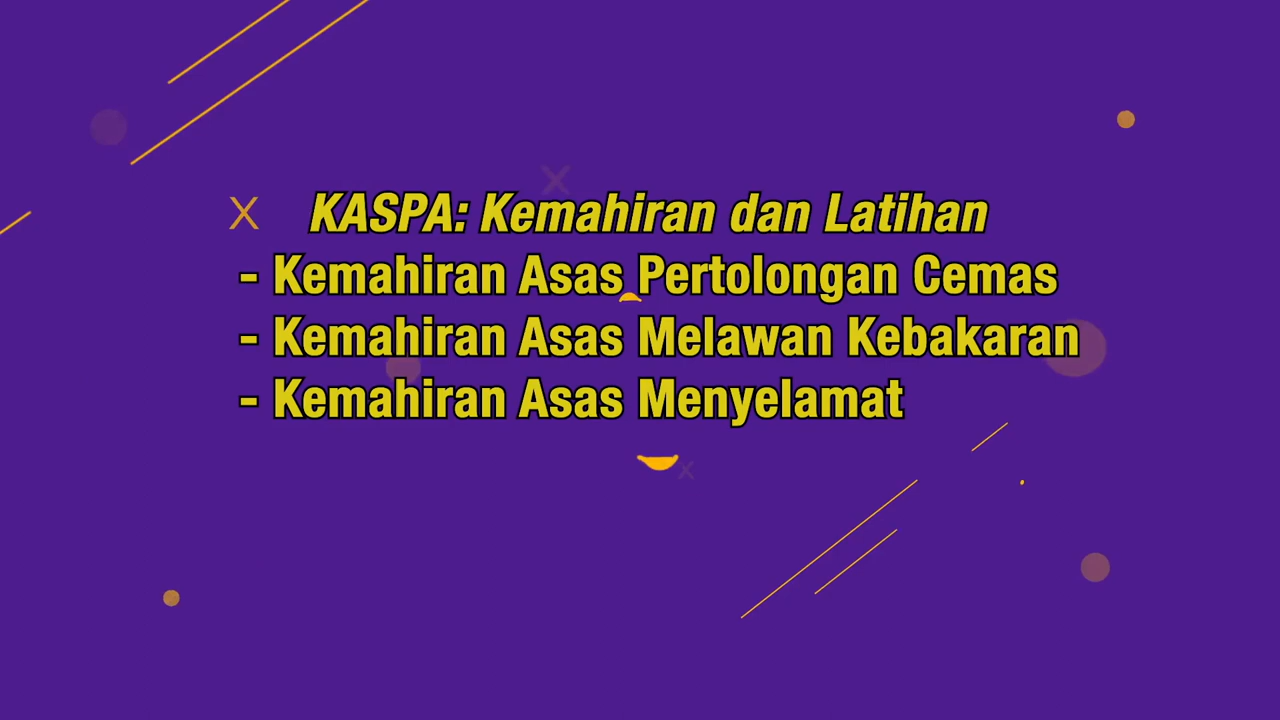 KASPA: Kemahiran dan Latihan
- Kemahiran Asas Pertolongan Cemas
- Kemahiran Asas Melawan Kebakaran
- Kemahiran Asas Menyelamat